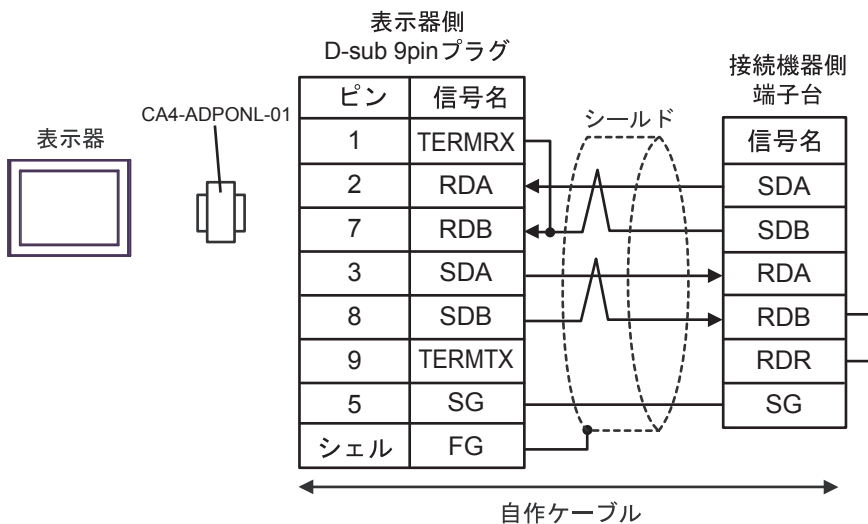 表示器側
D-sub 9pinプラグ
接続機器側
端子台
CA4-ADPONL-01
表示器
シールド
ピン 信号名
1 TERMRX
2 RDA
7 RDB
3 SDA
8 SDB
9 TERMTX
5 SG
シェル FG
信号名
SDA
SDB
RDA
RDB
RDR
SG
自作ケーブル